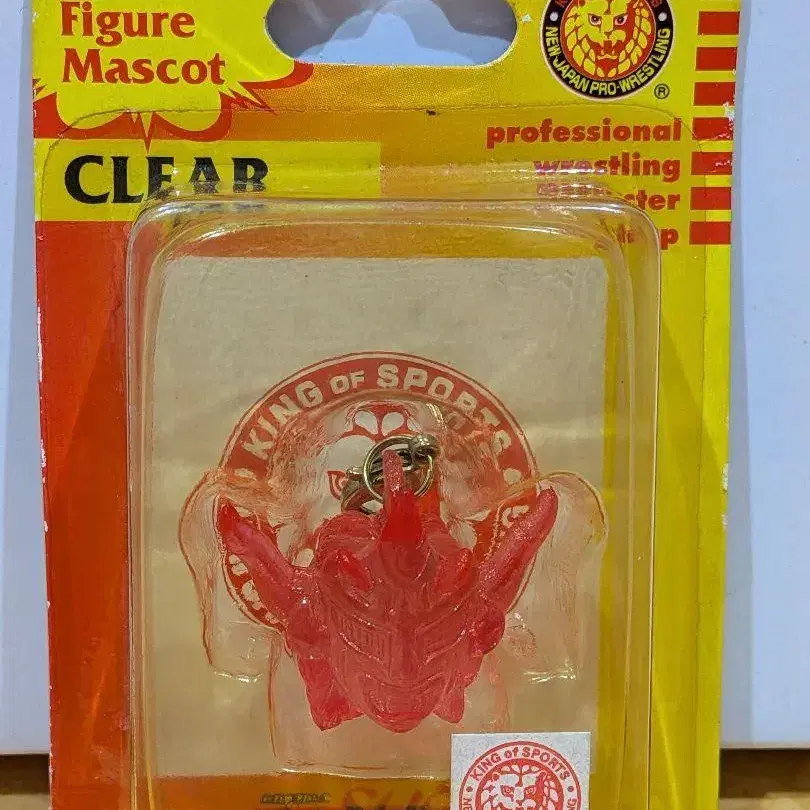 Figure
Mascot
NEW JAPAN PRO-WRESTLING
®
professional
CLEAR
wrestling
KING OF SPORTS
KING OF SPORTS